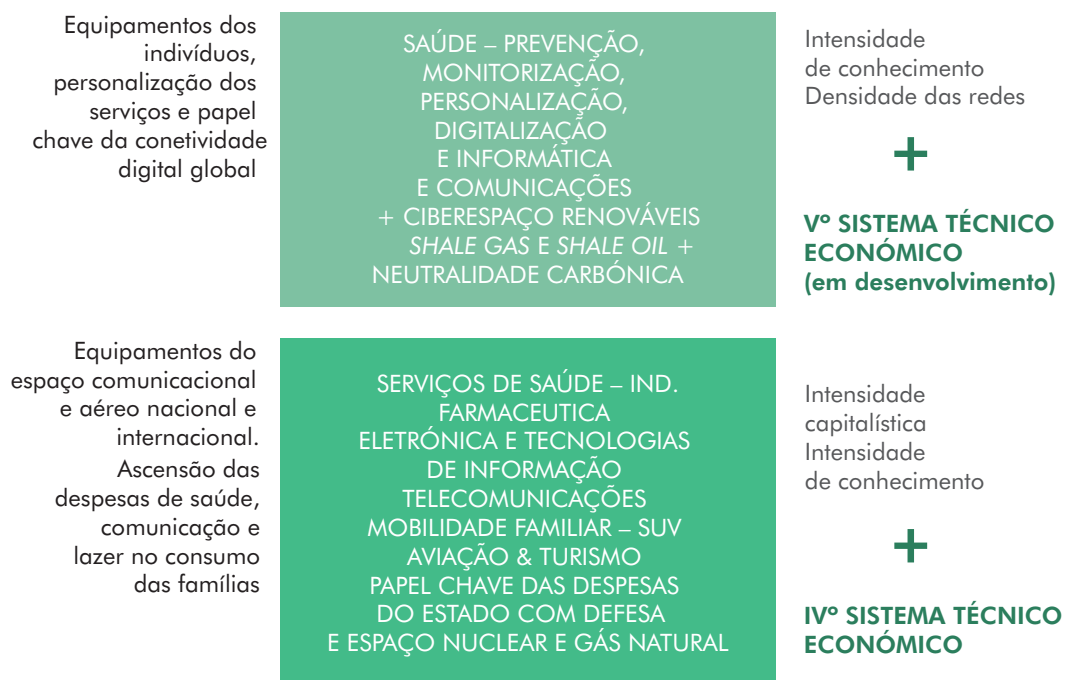 Equipamentos dos
indivíduos,
personalização dos
serviços e papel
chave da conetividade
digital global
SAÚDE – PREVENÇÃO,
MONITORIZAÇÃO,
PERSONALIZAÇÃO,
DIGITALIZAÇÃO
E INFORMÁTICA
E COMUNICAÇÕES
+ CIBERESPAÇO RENOVÁVEIS
SHALE GAS E SHALE OIL +
NEUTRALIDADE CARBÓNICA
Intensidade
de conhecimento
Densidade das redes
+
Vº SISTEMA TÉCNICO
ECONÓMICO
(em desenvolvimento)
Equipamentos do
espaço comunicacional
e aéreo nacional e
internacional.
Ascensão das
despesas de saúde,
comunicação e
lazer no consumo
das famílias
SERVIÇOS DE SAÚDE – IND.
FARMACEUTICA
ELETRÓNICA E TECNOLOGIAS
DE INFORMAÇÃO
TELECOMUNICAÇÕES
MOBILIDADE FAMILIAR – SUV
AVIAÇÃO & TURISMO
PAPEL CHAVE DAS DESPESAS
DO ESTADO COM DEFESA
E ESPAÇO NUCLEAR E GÁS NATURAL
Intensidade
capitalística
Intensidade
de conhecimento
+
IVº SISTEMA TÉCNICO
ECONÓMICO